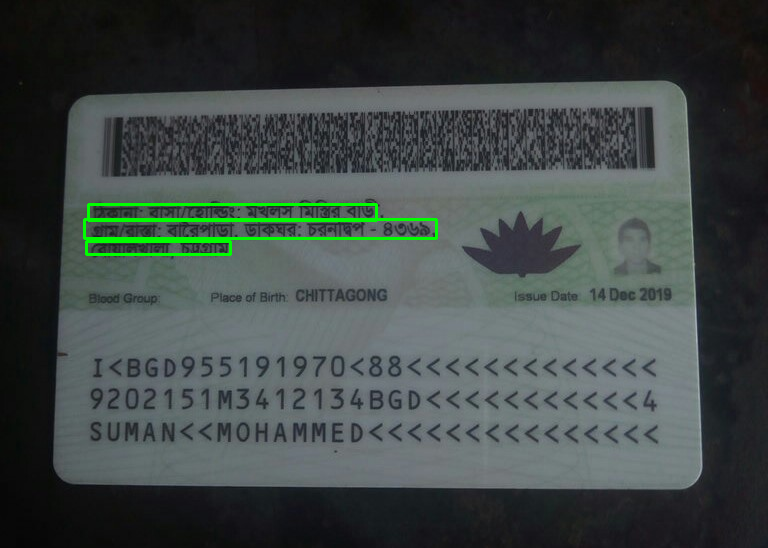 ঠিকানা: বাসা/হোল্ডিং: মখলস মিস্ত্রির বাড়ী,
গ্রাম/রাস্তা: বারৈপাড়া, ডাকঘর: চরনদ্বিপ - ৪৩৬৯,
বোয়ালখালী, চট্টগ্রাম
Blood Group: Place of Birth: CHITTAGONG Issue Date: 14 Dec 2019
I<BGD955191970<88<<<<<<<<<<<<<
9202151M3412134BGD<<<<<<<<<<<4
SUMAN<<MOHAMMED<<<<<<<<<<<<<<<